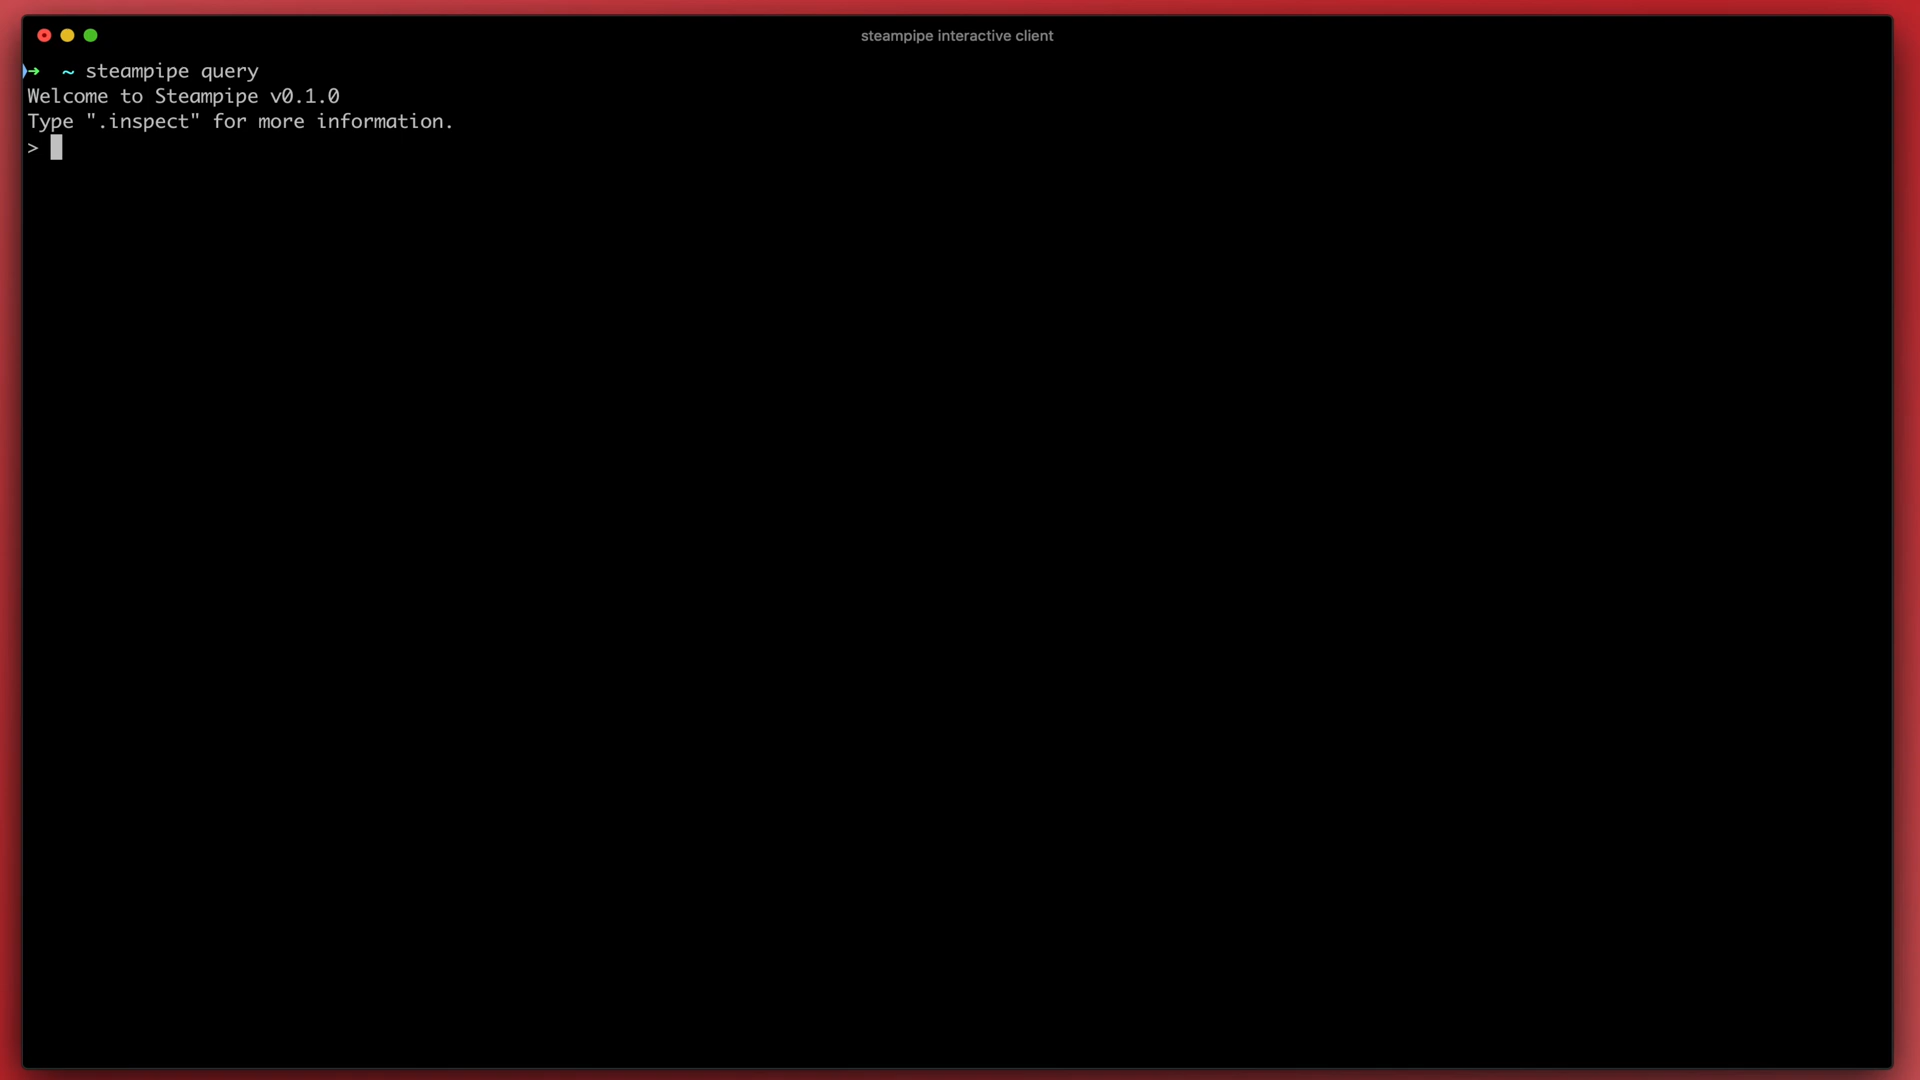 steampipe interactive client
➜ ~ steampipe query
Welcome to Steampipe v0.1.0
Type ".inspect" for more information.
>